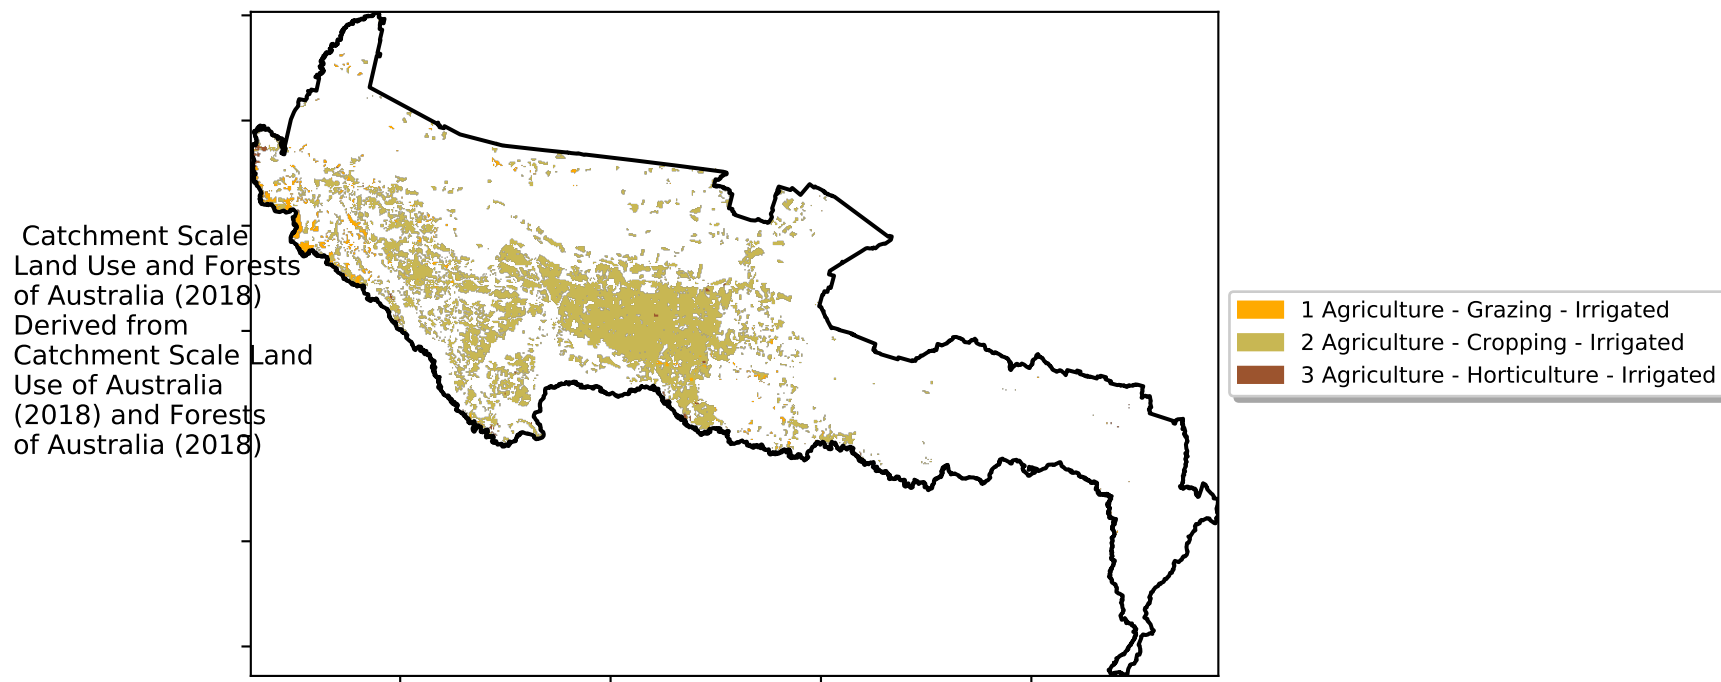 Catchment Scale
Land Use and Forests
of Australia (2018)
Derived from
Catchment Scale Land
Use of Australia
(2018) and Forests
of Australia (2018)
1 Agriculture - Grazing - Irrigated
2 Agriculture - Cropping - Irrigated
3 Agriculture - Horticulture - Irrigated